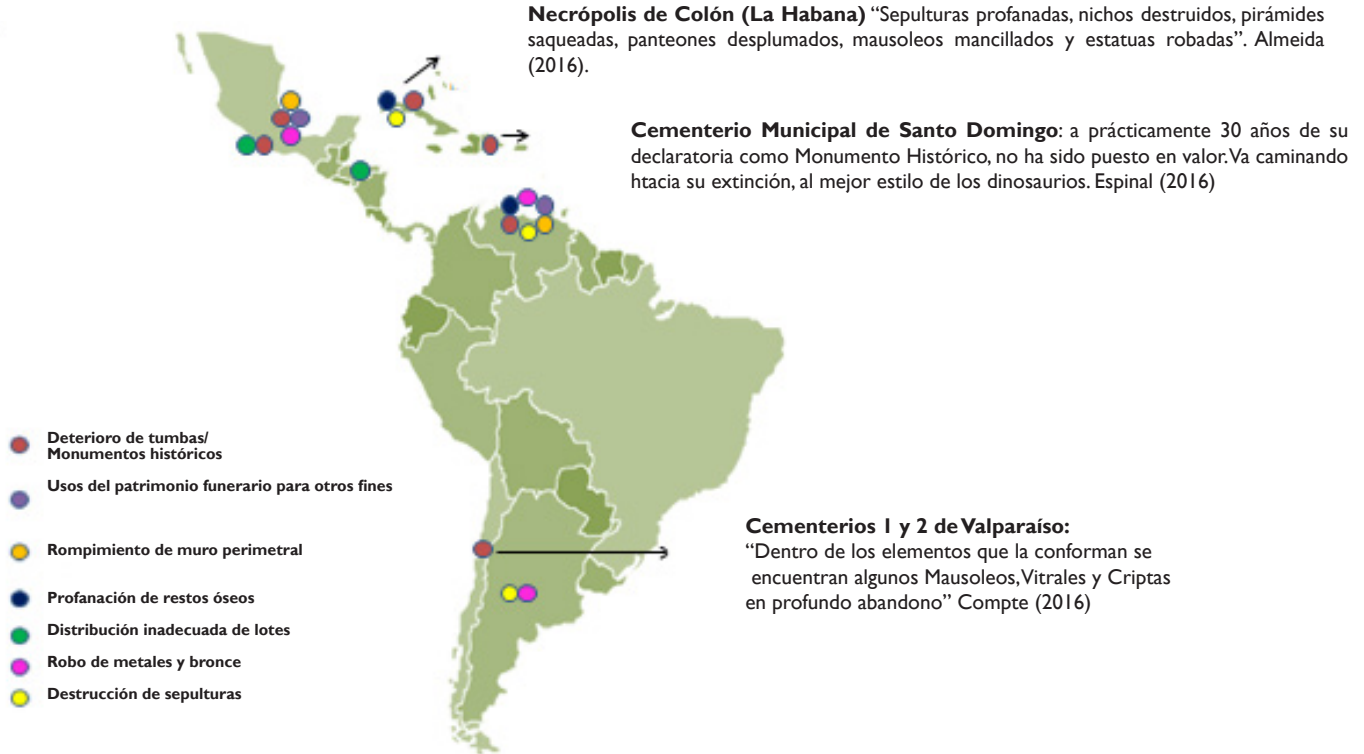 Necrópolis de Colón (La Habana) “Sepulturas profanadas, nichos destruidos, pirámides
saqueadas, panteones desplumados, mausoleos mancillados y estatuas robadas”. Almeida
(2016).
Cementerio Municipal de Santo Domingo: a prácticamente 30 años de su
declaratoria como Monumento Histórico, no ha sido puesto en valor. Va caminando
htacia su extinción, al mejor estilo de los dinosaurios. Espinal (2016)
Deterioro de tumbas/
Monumentos históricos
Usos del patrimonio funerario para otros fines
Rompimiento de muro perimetral
Profanación de restos óseos
Distribución inadecuada de lotes
Robo de metales y bronce
Destrucción de sepulturas
Cementerios 1 y 2 de Valparaíso:
“Dentro de los elementos que la conforman se
encuentran algunos Mausoleos, Vitrales y Criptas
en profundo abandono” Compte (2016)